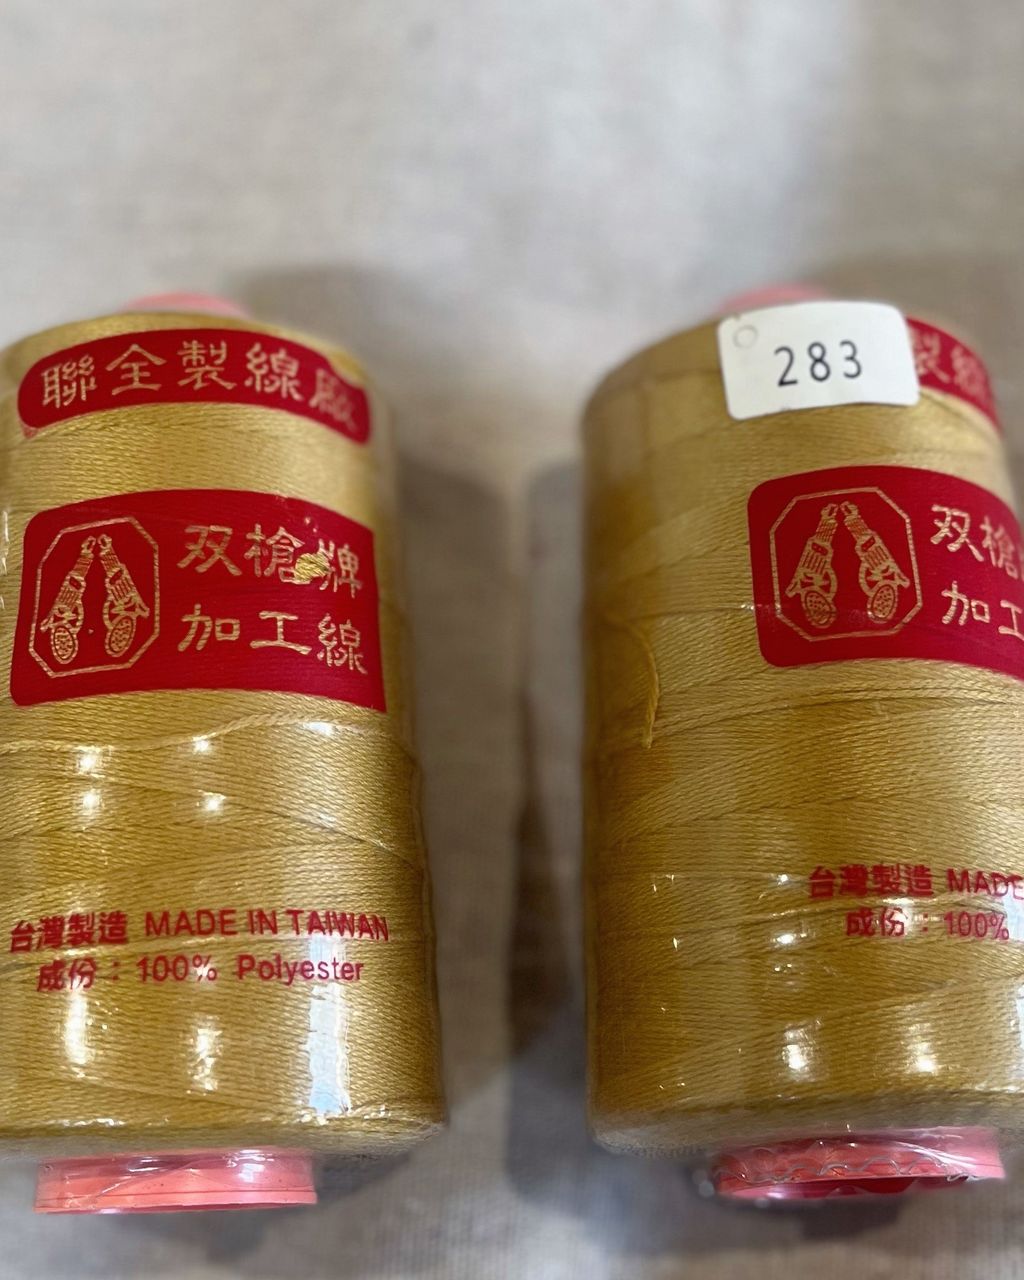 聯全製線廠
双槍牌
加工線
台灣製造 MADE IN TAIWAN
成份：100% Polyester
283
製線
双槍
加工
台灣製造 MADE
成份：100%